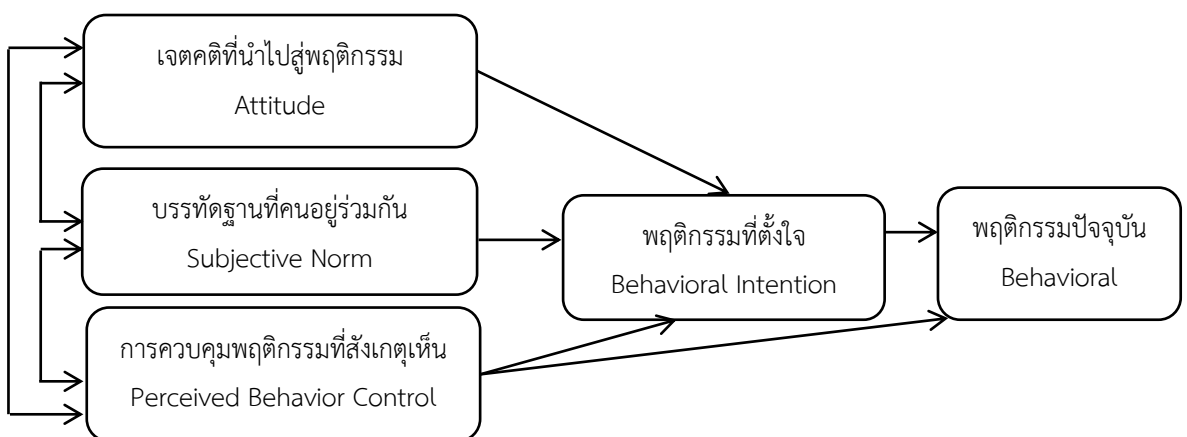 เจตคติที่นำไปสู่พฤติกรรม
Attitude
บรรทัดฐานที่คนอยู่ร่วมกัน
Subjective Norm
การควบคุมพฤติกรรมที่สังเกตุเห็น
Perceived Behavior Control
พฤติกรรมที่ตั้งใจ
Behavioral Intention
พฤติกรรมปัจจุบัน
Behavioral